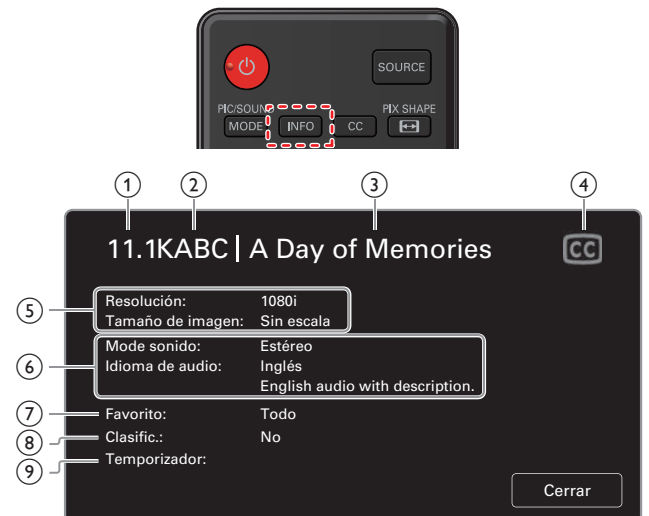 SOURCE
PIC/SOUND
PIX SHAPE
MODE
INFO
CC
1
2
3
4
11.1KABC | A Day of Memories
CC
5
Resolución: 1080i
Tamaño de imagen: Sin escala
6
Mode sonido: Estéreo
Idioma de audio: Inglés
English audio with description.
7
Favorito: Todo
8
Clasific.: No
9
Temporizador:
Cerrar